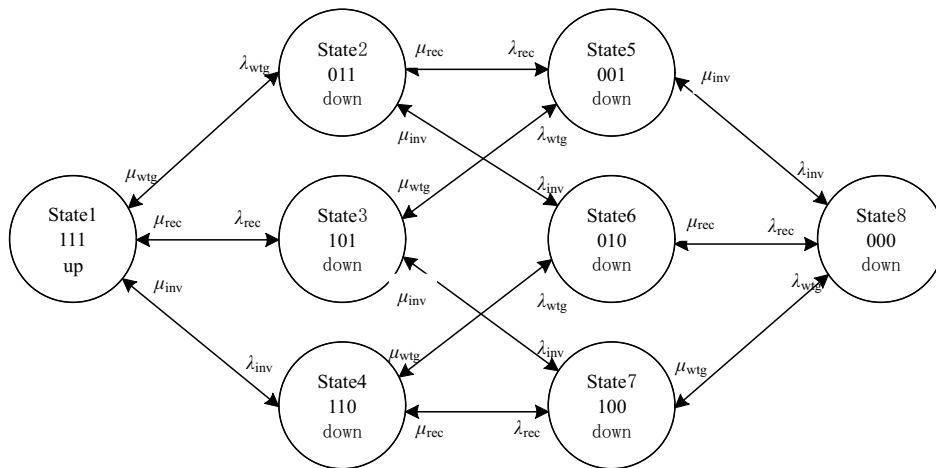 State1
111
up
State2
011
down
State3
101
down
State4
110
down
State5
001
down
State6
010
down
State7
100
down
State8
000
down
λwtg
μwtg
μrec
λrec
μinv
λinv
μrec
λrec
μinv
λinv
μwtg
λwtg
μinv
λinv
μwtg
λwtg
μrec
λrec
μinv
λinv
μrec
λrec
μwtg
λwtg